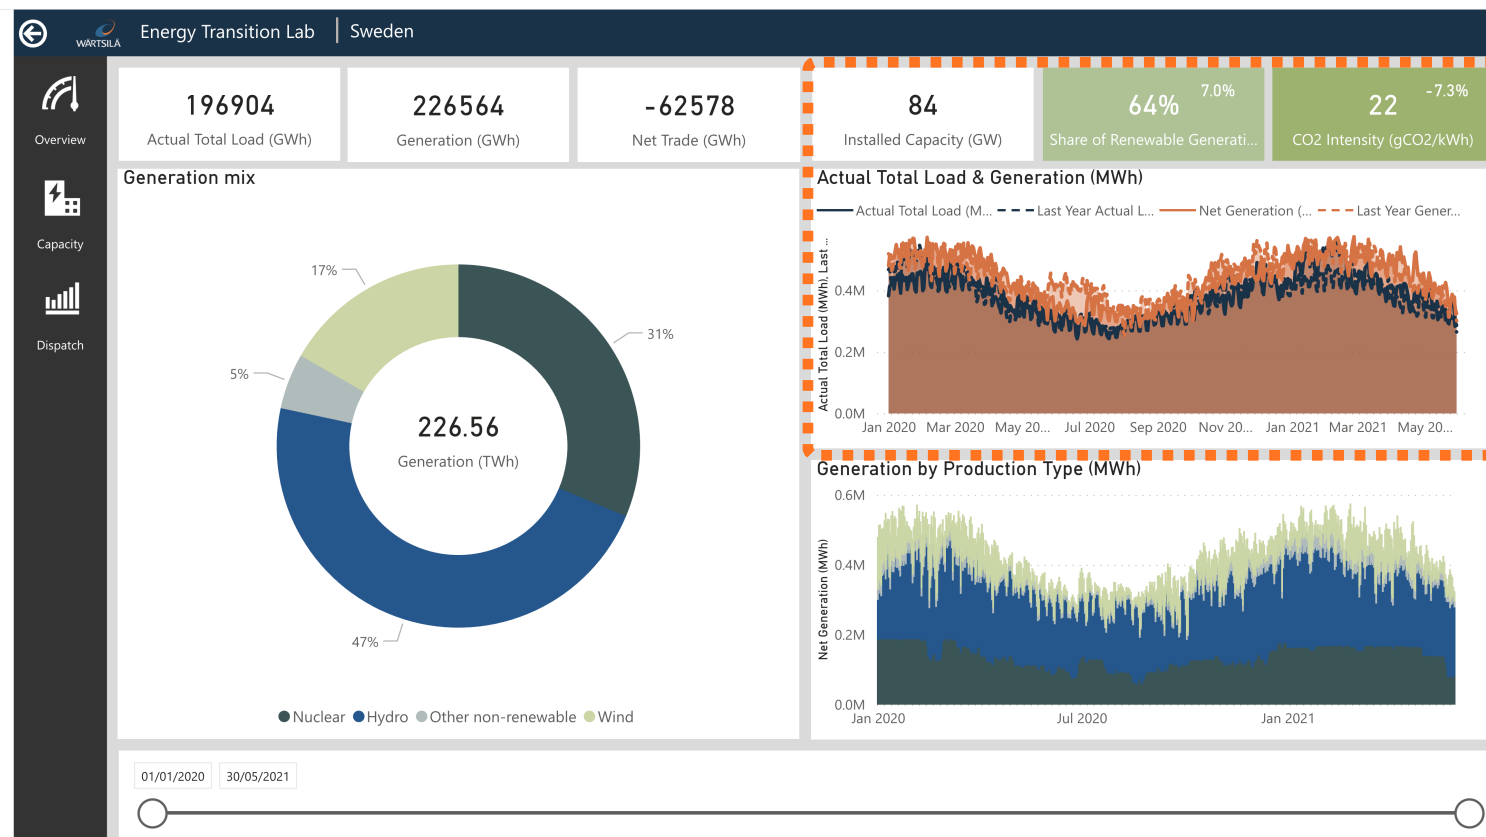 WÄRTSILÄ
Energy Transition Lab
Sweden
Overview
Capacity
Dispatch
196904
Actual Total Load (GWh)
226564
Generation (GWh)
-62578
Net Trade (GWh)
84
Installed Capacity (GW)
7.0%
64%
Share of Renewable Generati...
-7.3%
22
CO2 Intensity (gCO2/kWh)
Generation mix
17%
31%
5%
47%
226.56
Generation (TWh)
Nuclear Hydro Other non-renewable Wind
Actual Total Load & Generation (MWh)
Actual Total Load (M... Last Year Actual L... Net Generation (... Last Year Gener...
Actual Total Load (MWh), Last ...
0.4M
0.2M
0.0M
Jan 2020 Mar 2020 May 20... Jul 2020 Sep 2020 Nov 20... Jan 2021 Mar 2021 May 20...
Generation by Production Type (MWh)
Net Generation (MWh)
0.6M
0.4M
0.2M
0.0M
Jan 2020 Jul 2020 Jan 2021
01/01/2020 30/05/2021